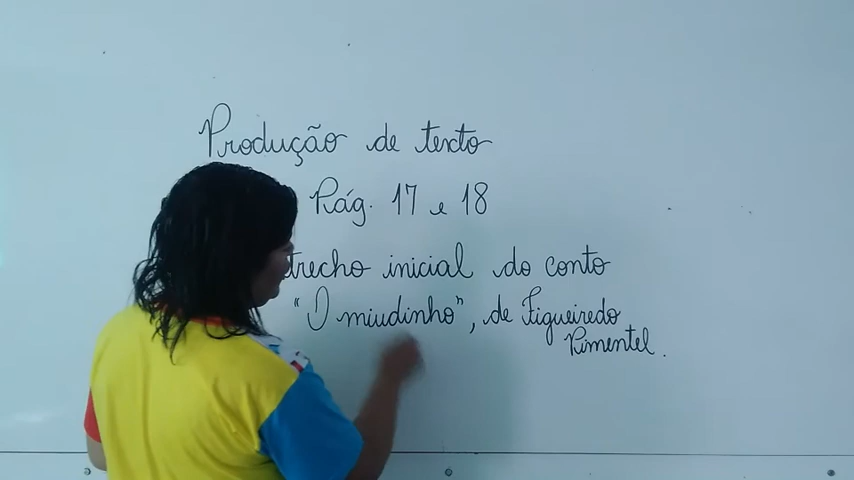 Produção de texto
Pág. 17 e 18
trecho inicial do conto
"O miudinho", de Figueiredo
Pimentel.